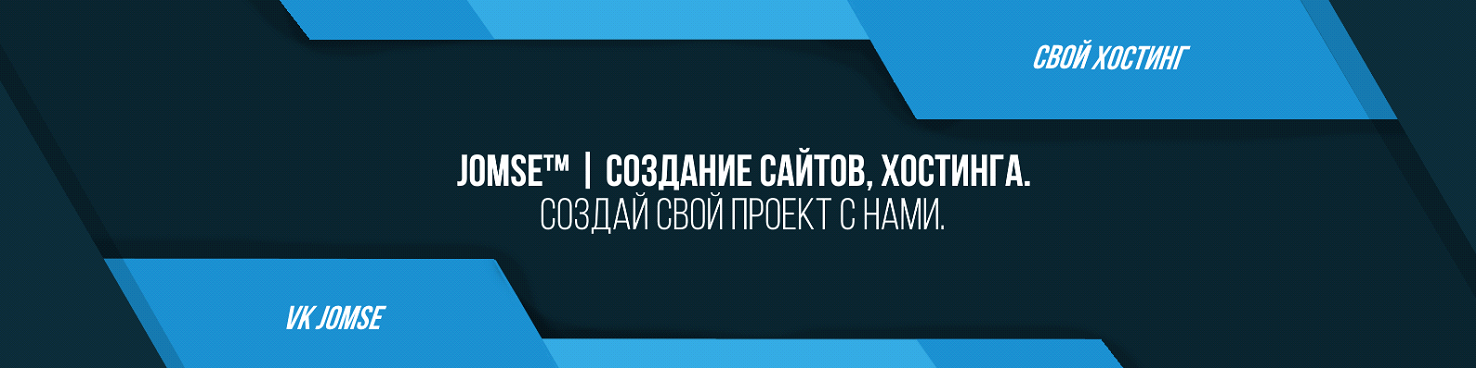 СВОЙ ХОСТИНГ
JOMSE™ | СОЗДАНИЕ САЙТОВ, ХОСТИНГА.
СОЗДАЙ СВОЙ ПРОЕКТ С НАМИ.
VK JOMSE